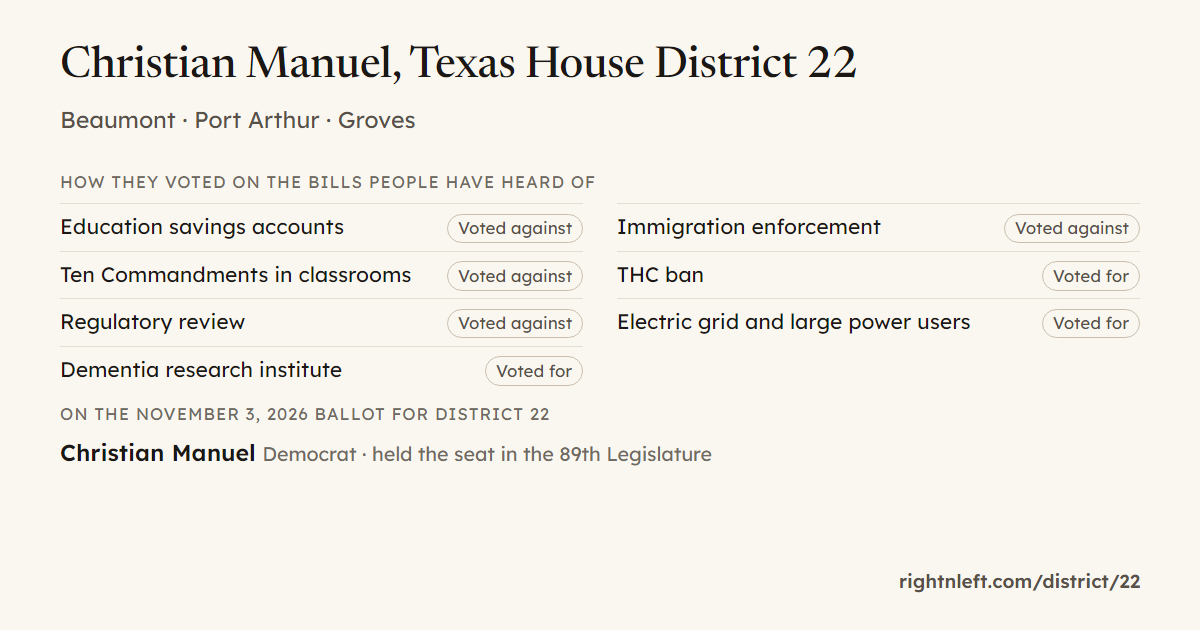 Christian Manuel, Texas House District 22
Beaumont · Port Arthur · Groves
HOW THEY VOTED ON THE BILLS PEOPLE HAVE HEARD OF
Education savings accounts Voted against
Ten Commandments in classrooms Voted against
Regulatory review Voted against
Dementia research institute Voted for
Immigration enforcement Voted against
THC ban Voted for
Electric grid and large power users Voted for
ON THE NOVEMBER 3, 2026 BALLOT FOR DISTRICT 22
Christian Manuel Democrat · held the seat in the 89th Legislature
rightnleft.com/district/22